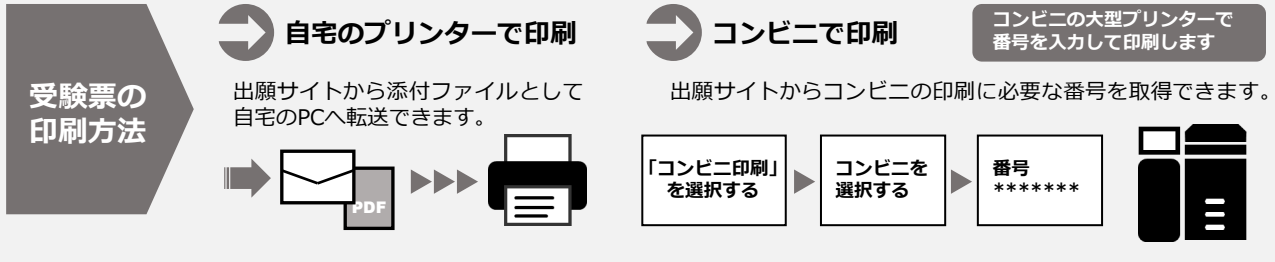 受験票の
印刷方法
自宅のプリンターで印刷
出願サイトから添付ファイルとして
自宅のPCへ転送できます。
PDF
コンビニで印刷
コンビニの大型プリンターで
番号を入力して印刷します
出願サイトからコンビニの印刷に必要な番号を取得できます。
「コンビニ印刷」
を選択する
コンビニを
選択する
番号
*******